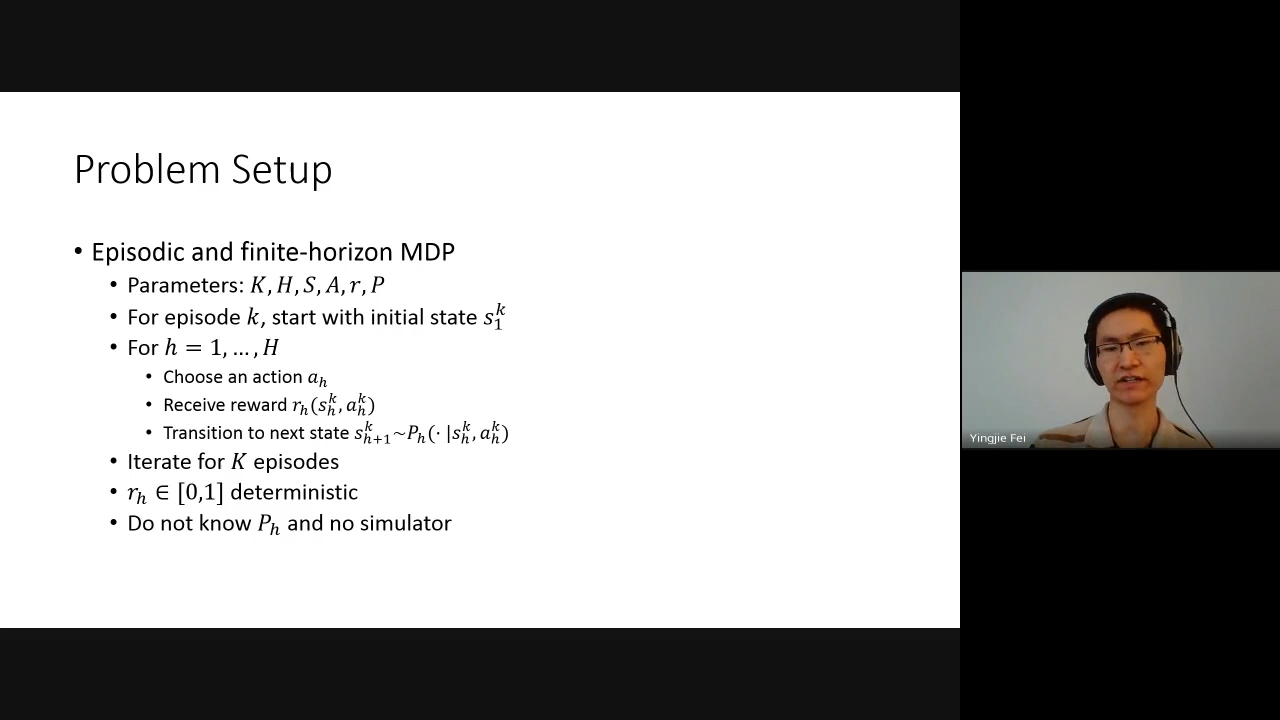 Problem Setup
• Episodic and finite-horizon MDP
• Parameters: K, H, S, A, r, P
• For episode k, start with initial state s_1^k
• For h = 1, … , H
• Choose an action a_h
• Receive reward r_h(s_h^k, a_h^k)
• Transition to next state s_{h+1}^k~P_h(· |s_h^k, a_h^k)
• Iterate for K episodes
• r_h ∈ [0,1] deterministic
• Do not know P_h and no simulator
Yingjie Fei